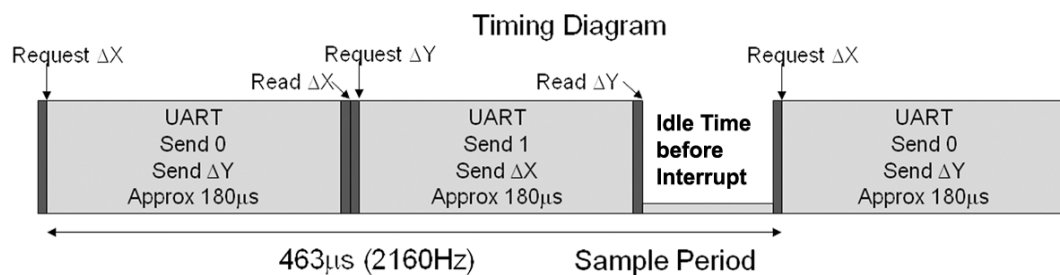 Timing Diagram
Request ΔX
Request ΔY
Request ΔX
Read ΔX
Read ΔY
UART
Send 0
Send ΔY
Approx 180μs
UART
Send 1
Send ΔX
Approx 180μs
Idle Time
before
Interrupt
UART
Send 0
Send ΔY
Approx 180μs
463μs (2160Hz)
Sample Period